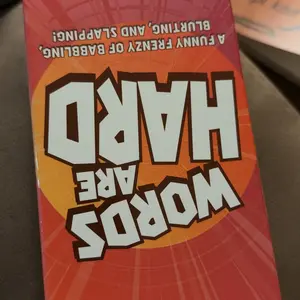 WORDS
ARE
HARD
A FUNNY FRENZY OF BABBLING,
BLURTING, AND SLAPPING!